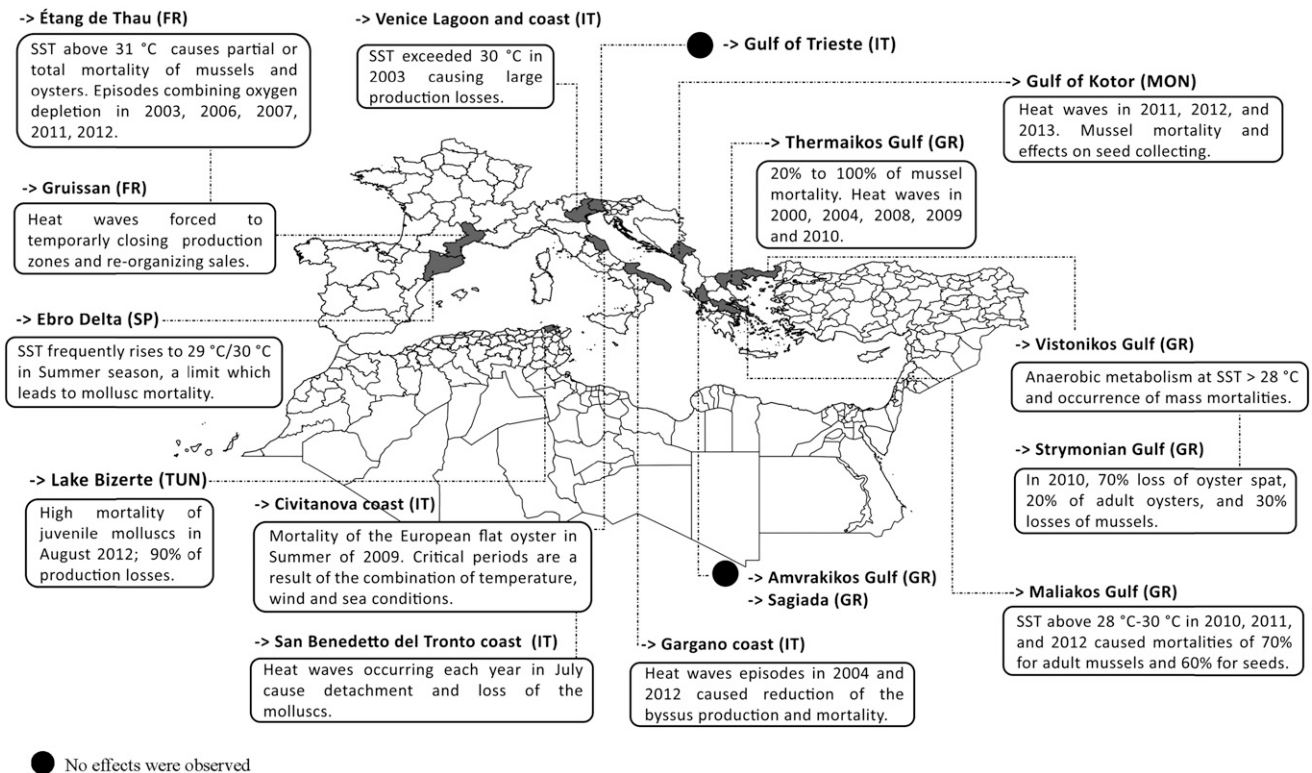 -> Étang de Thau (FR)
SST above 31 °C causes partial or
total mortality of mussels and
oysters. Episodes combining oxygen
depletion in 2003, 2006, 2007,
2011, 2012.
-> Gruissan (FR)
Heat waves forced to
temporarly closing production
zones and re-organizing sales.
-> Ebro Delta (SP)
SST frequently rises to 29 °C/30 °C
in Summer season, a limit which
leads to mollusc mortality.
-> Lake Bizerte (TUN)
High mortality of
juvenile molluscs in
August 2012; 90% of
production losses.
-> Venice Lagoon and coast (IT)
SST exceeded 30 °C in
2003 causing large
production losses.
-> Gulf of Trieste (IT)
> Gulf of Kotor (MON)
Heat waves in 2011, 2012, and
2013. Mussel mortality and
effects on seed collecting.
-> Thermaikos Gulf (GR)
20% to 100% of mussel
mortality. Heat waves in
2000, 2004, 2008, 2009
and 2010.
-> Vistonikos Gulf (GR)
Anaerobic metabolism at SST > 28 °C
and occurrence of mass mortalities.
-> Strymonian Gulf (GR)
In 2010, 70% loss of oyster spat,
20% of adult oysters, and 30%
losses of mussels.
-> Civitanova coast (IT)
Mortality of the European flat oyster in
Summer of 2009. Critical periods are a
result of the combination of temperature,
wind and sea conditions.
-> Amvrakikos Gulf (GR)
-> Sagiada (GR)
> Maliakos Gulf (GR)
SST above 28 °C-30 °C in 2010, 2011,
and 2012 caused mortalities of 70%
for adult mussels and 60% for seeds.
-> San Benedetto del Tronto coast (IT)
Heat waves occurring each year in July
cause detachment and loss of the
molluscs.
-> Gargano coast (IT)
Heat waves episodes in 2004 and
2012 caused reduction of the
byssus production and mortality.
No effects were observed